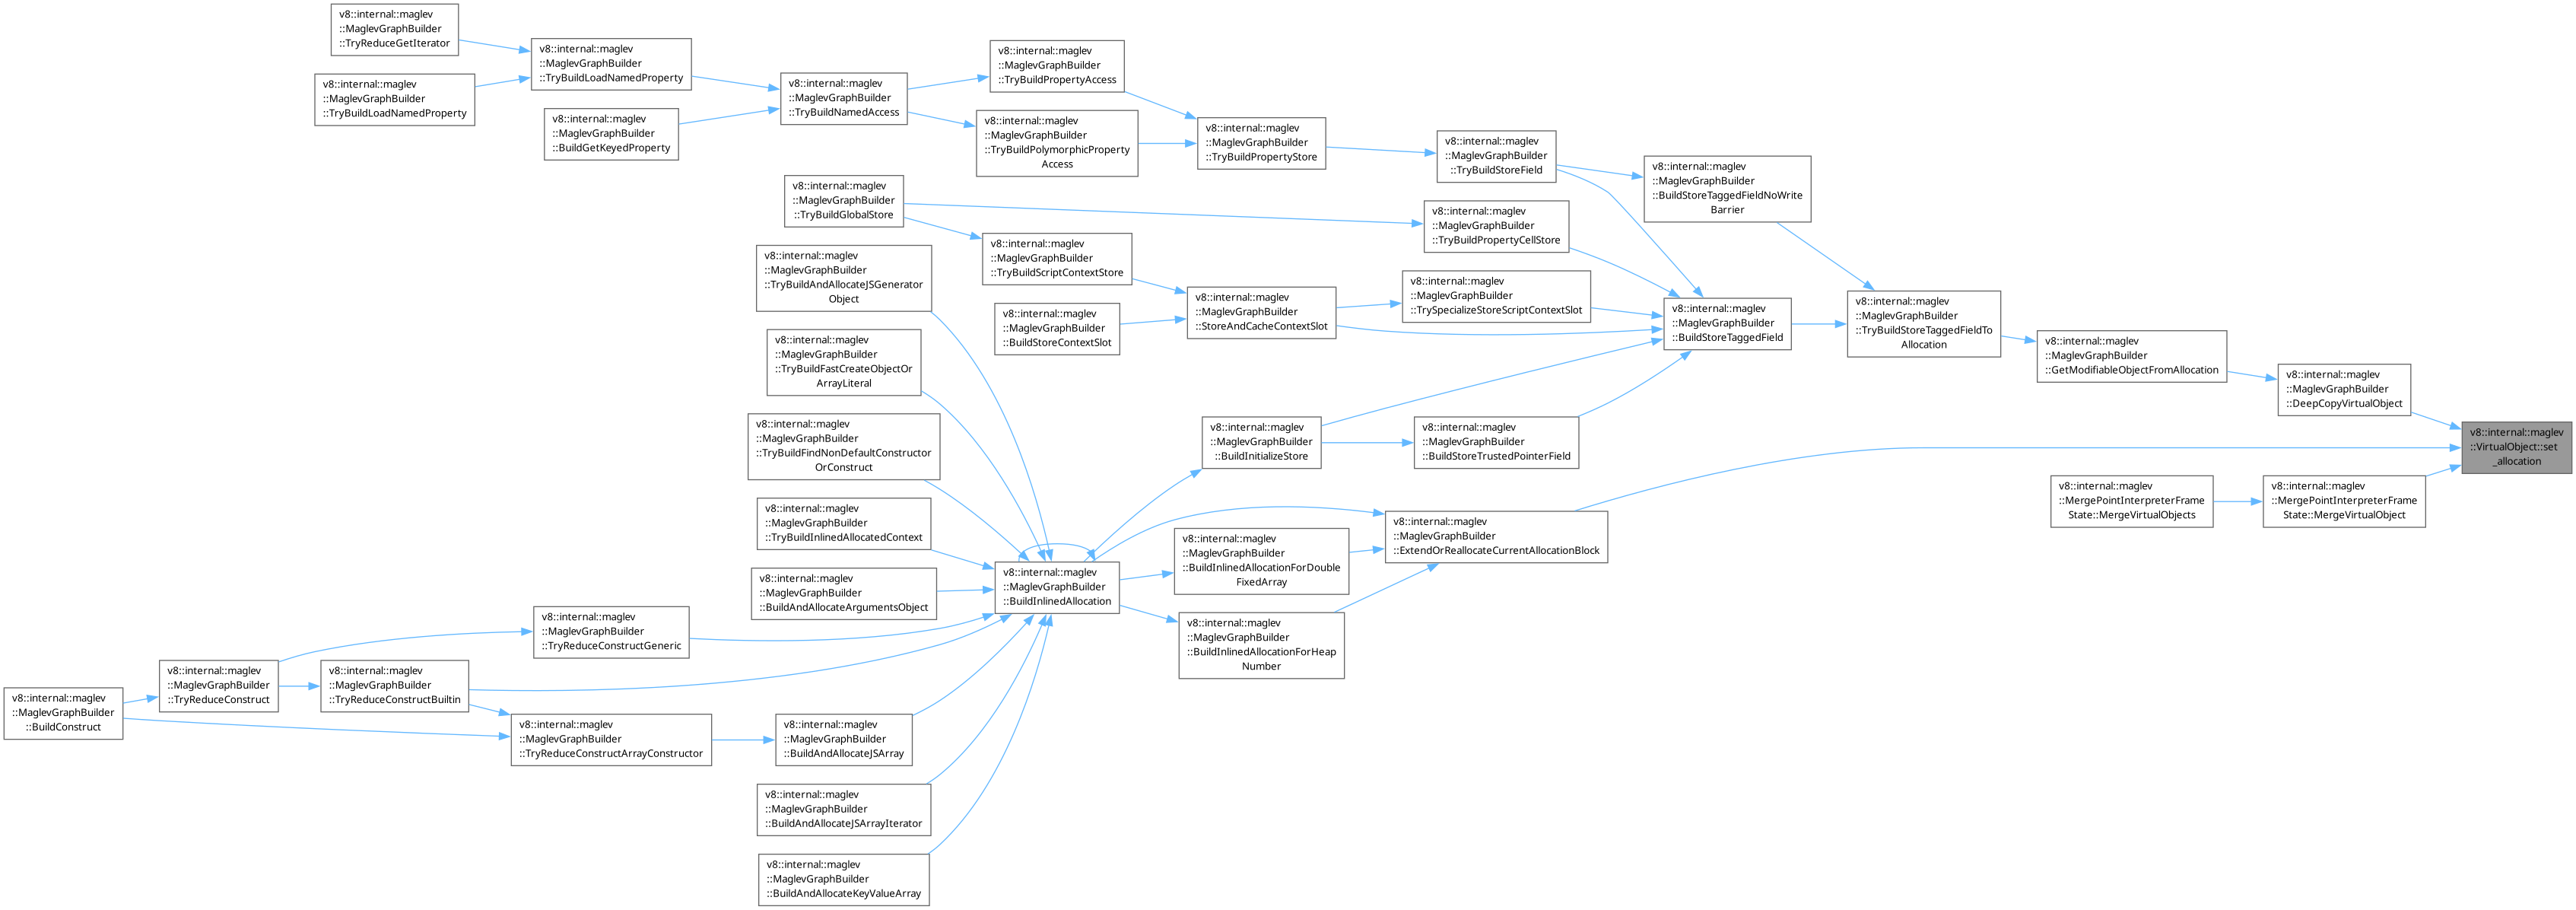 v8::internal::maglev
::MaglevGraphBuilder
::TryReduceGetIterator
v8::internal::maglev
::MaglevGraphBuilder
::TryBuildLoadNamedProperty
v8::internal::maglev
::MaglevGraphBuilder
::TryBuildLoadNamedProperty
v8::internal::maglev
::MaglevGraphBuilder
::BuildGetKeyedProperty
v8::internal::maglev
::MaglevGraphBuilder
::TryBuildNamedAccess
v8::internal::maglev
::MaglevGraphBuilder
::TryBuildPropertyAccess
v8::internal::maglev
::MaglevGraphBuilder
::TryBuildPolymorphicProperty
Access
v8::internal::maglev
::MaglevGraphBuilder
::TryBuildPropertyStore
v8::internal::maglev
::MaglevGraphBuilder
::TryBuildStoreField
v8::internal::maglev
::MaglevGraphBuilder
::BuildStoreTaggedFieldNoWrite
Barrier
v8::internal::maglev
::MaglevGraphBuilder
::TryBuildGlobalStore
v8::internal::maglev
::MaglevGraphBuilder
::TryBuildPropertyCellStore
v8::internal::maglev
::MaglevGraphBuilder
::TryBuildScriptContextStore
v8::internal::maglev
::MaglevGraphBuilder
::TryBuildAndAllocateJSGenerator
Object
v8::internal::maglev
::MaglevGraphBuilder
::TrySpecializeStoreScriptContextSlot
v8::internal::maglev
::MaglevGraphBuilder
::StoreAndCacheContextSlot
v8::internal::maglev
::MaglevGraphBuilder
::BuildStoreContextSlot
v8::internal::maglev
::MaglevGraphBuilder
::BuildStoreTaggedField
v8::internal::maglev
::MaglevGraphBuilder
::TryBuildStoreTaggedFieldTo
Allocation
v8::internal::maglev
::MaglevGraphBuilder
::GetModifiableObjectFromAllocation
v8::internal::maglev
::MaglevGraphBuilder
::DeepCopyVirtualObject
v8::internal::maglev
::VirtualObject::set
_allocation
v8::internal::maglev
::MaglevGraphBuilder
::TryBuildFastCreateObjectOr
ArrayLiteral
v8::internal::maglev
::MaglevGraphBuilder
::TryBuildFindNonDefaultConstructor
OrConstruct
v8::internal::maglev
::MaglevGraphBuilder
::BuildInitializeStore
v8::internal::maglev
::MaglevGraphBuilder
::BuildStoreTrustedPointerField
v8::internal::maglev
::MergePointInterpreterFrame
State::MergeVirtualObjects
v8::internal::maglev
::MergePointInterpreterFrame
State::MergeVirtualObject
v8::internal::maglev
::MaglevGraphBuilder
::TryBuildInlinedAllocatedContext
v8::internal::maglev
::MaglevGraphBuilder
::ExtendOrReallocateCurrentAllocationBlock
v8::internal::maglev
::MaglevGraphBuilder
::BuildInlinedAllocationForDouble
FixedArray
v8::internal::maglev
::MaglevGraphBuilder
::BuildInlinedAllocation
v8::internal::maglev
::MaglevGraphBuilder
::BuildAndAllocateArgumentsObject
v8::internal::maglev
::MaglevGraphBuilder
::BuildInlinedAllocationForHeap
Number
v8::internal::maglev
::MaglevGraphBuilder
::TryReduceConstructGeneric
v8::internal::maglev
::MaglevGraphBuilder
::TryReduceConstruct
v8::internal::maglev
::MaglevGraphBuilder
::TryReduceConstructBuiltin
v8::internal::maglev
::MaglevGraphBuilder
::BuildConstruct
v8::internal::maglev
::MaglevGraphBuilder
::TryReduceConstructArrayConstructor
v8::internal::maglev
::MaglevGraphBuilder
::BuildAndAllocateJSArray
v8::internal::maglev
::MaglevGraphBuilder
::BuildAndAllocateJSArrayIterator
v8::internal::maglev
::MaglevGraphBuilder
::BuildAndAllocateKeyValueArray